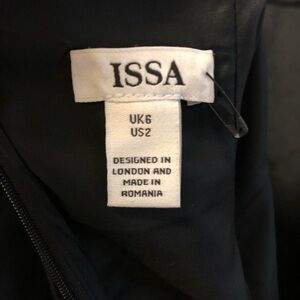 ISSA
UK6
US2
DESIGNED IN
LONDON AND
MADE IN
ROMANIA